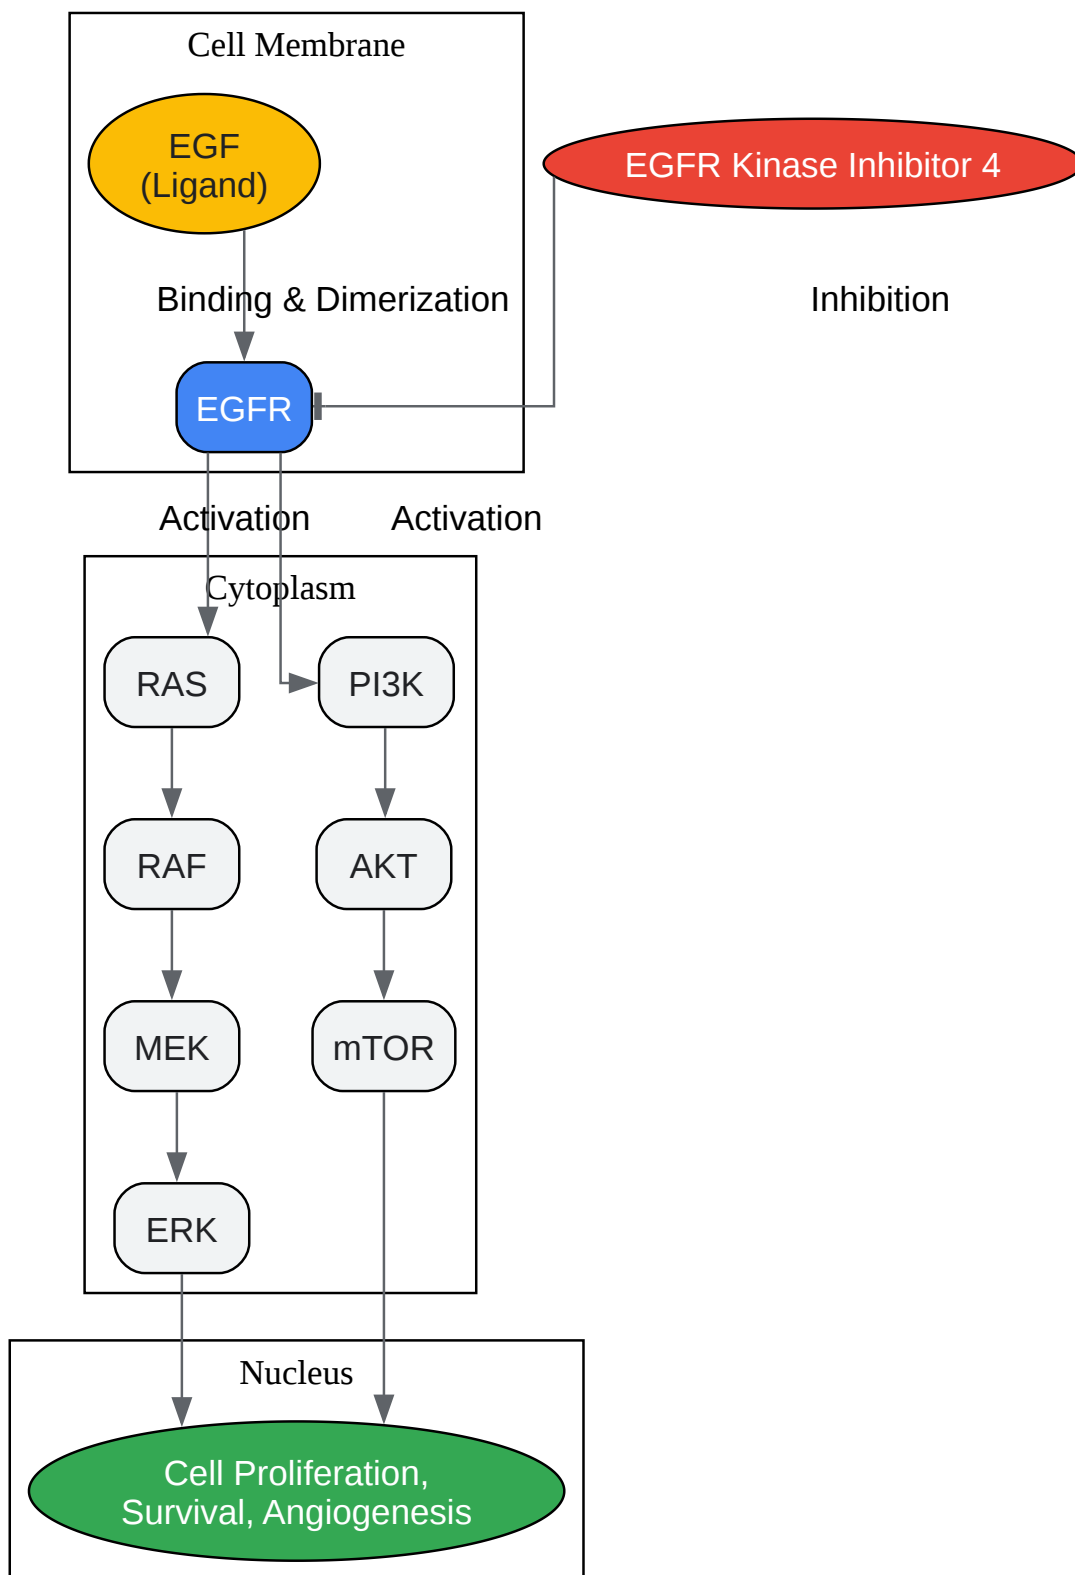 Cell Membrane
EGF
(Ligand)
EGFR Kinase Inhibitor 4
Binding & Dimerization
Inhibition
EGFR
Activation
Activation
Cytoplasm
RAS
PI3K
RAF
AKT
MEK
mTOR
ERK
Nucleus
Cell Proliferation,
Survival, Angiogenesis